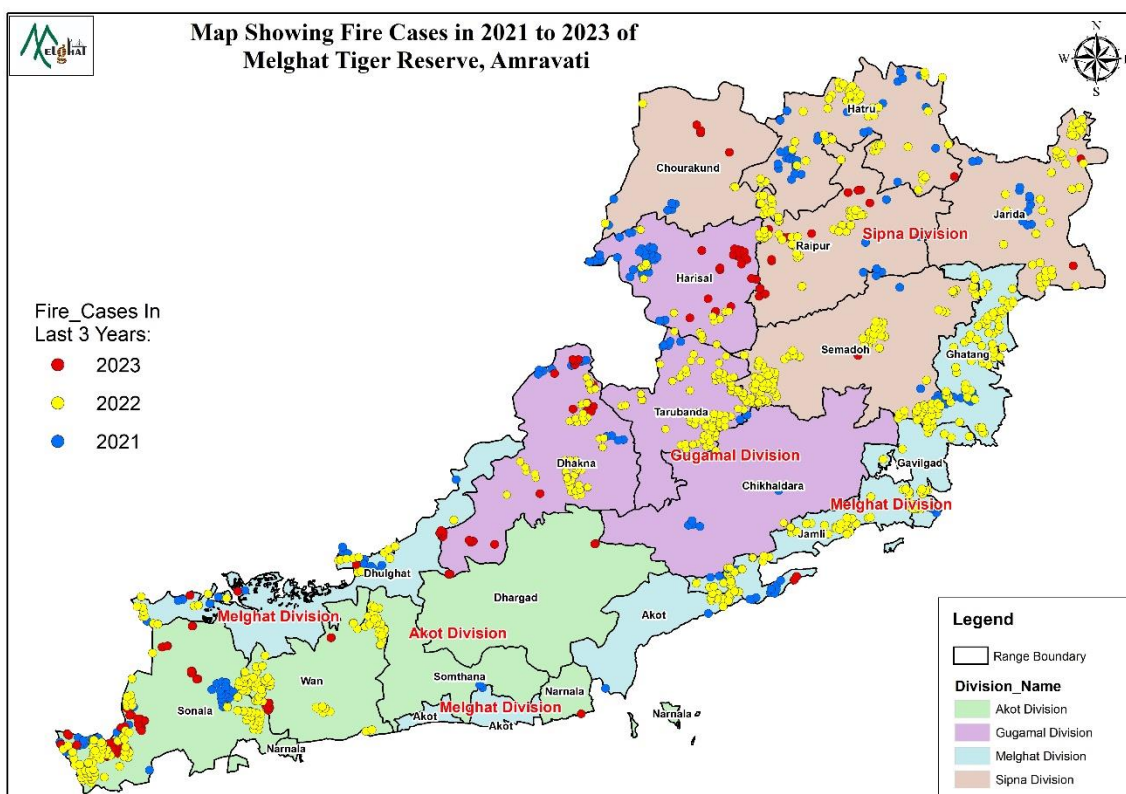 MELGHAT
Map Showing Fire Cases in 2021 to 2023 of
Melghat Tiger Reserve, Amravati
N
W
E
S
Hatru
Chourakund
Jarida
Raipur
Sipna Division
Harisal
Fire_Cases In
Last 3 Years:
2023
2022
2021
Semadoh
Ghatang
Tarubanda
Gugamal Division
Dhakna
Gavilgad
Chikhaldara
Melghat Division
Jamli
Dhulghat
Dhargad
Akot
Melghat Division
Akot Division
Wan
Somthana
Sonala
Narnala
Melghat Division
Akot
Akot
Narnala
Narnala
Legend
Range Boundary
Division_Name
Akot Division
Gugamal Division
Melghat Division
Sipna Division